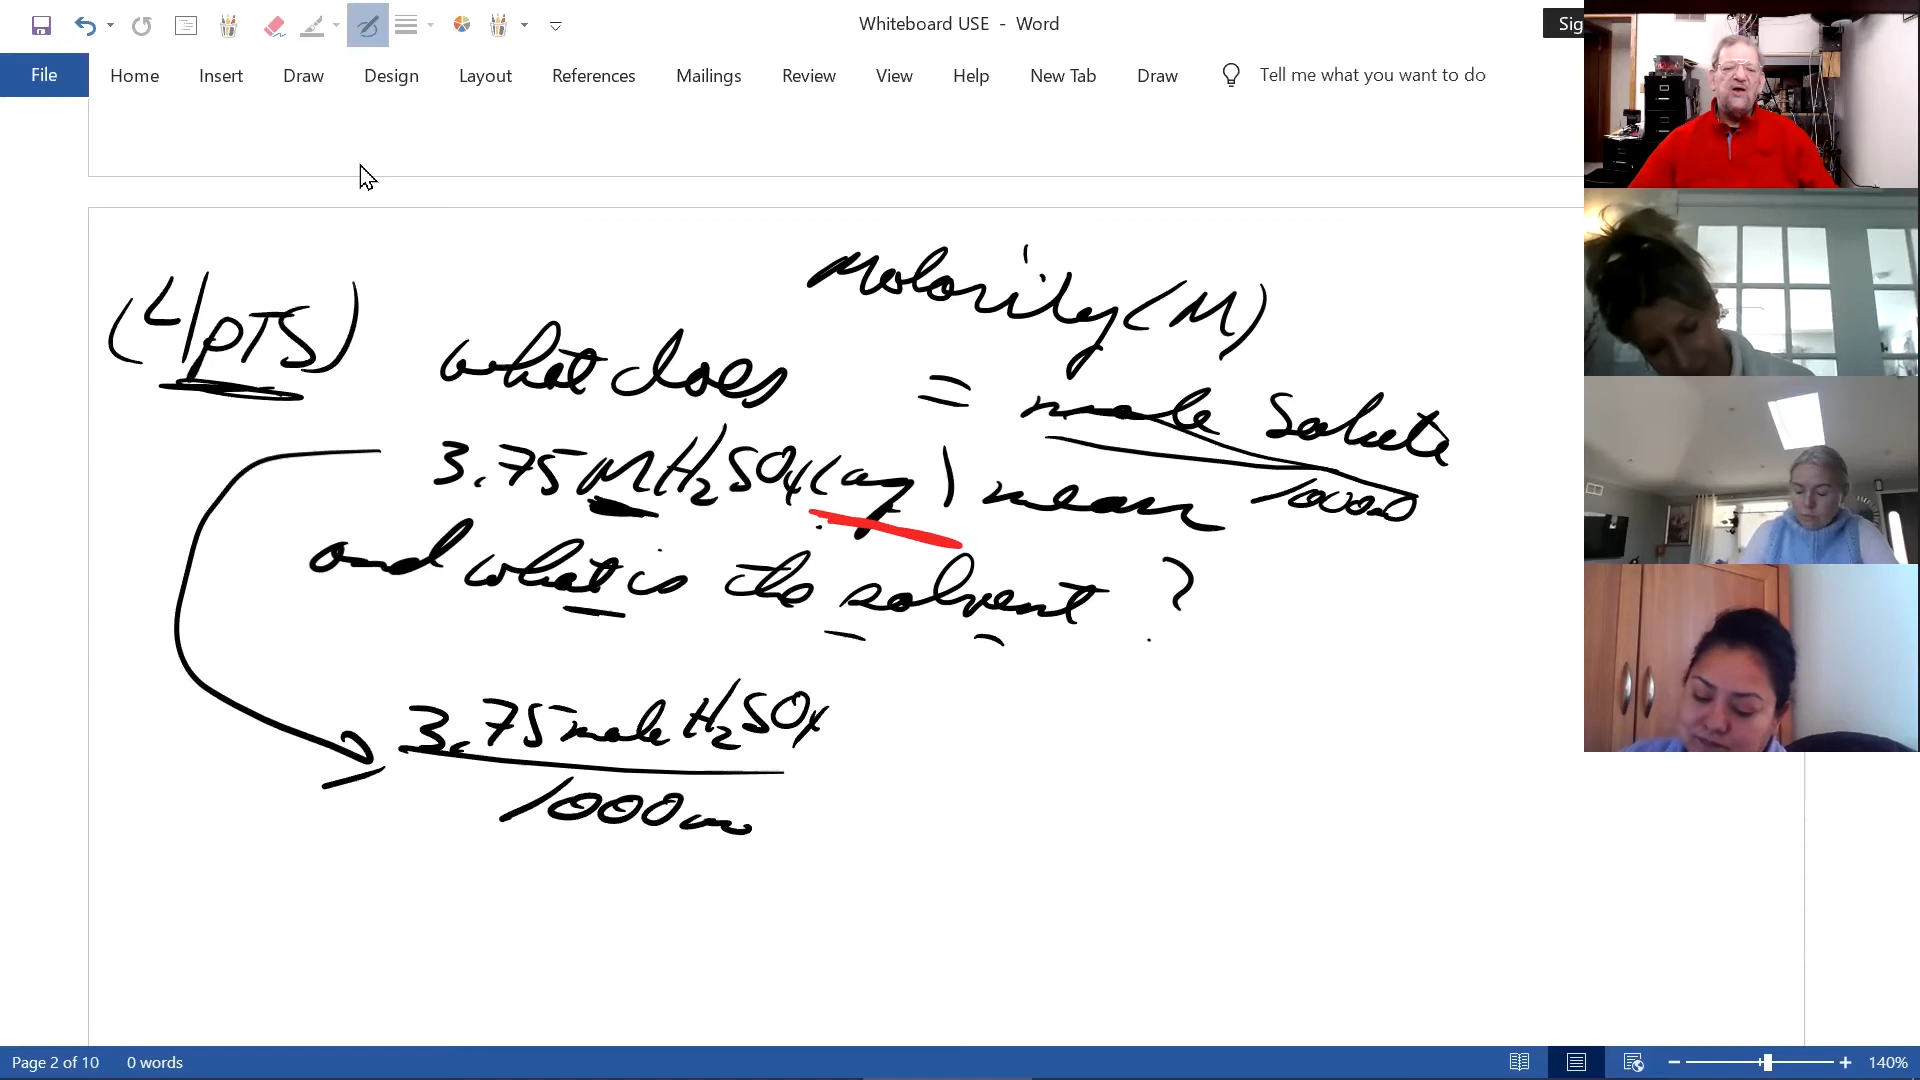 Whiteboard USE - Word
Sig
File Home Insert Draw Design Layout References Mailings Review View Help New Tab Draw Tell me what you want to do
Molarity (M)
(4 pTS) what does = mole Solute
3.75 M H2SO4 (aq) mean 1000 m
and what is the solvent ?
3.75 mole H2SO4
1000 m
Page 2 of 10 0 words 140%